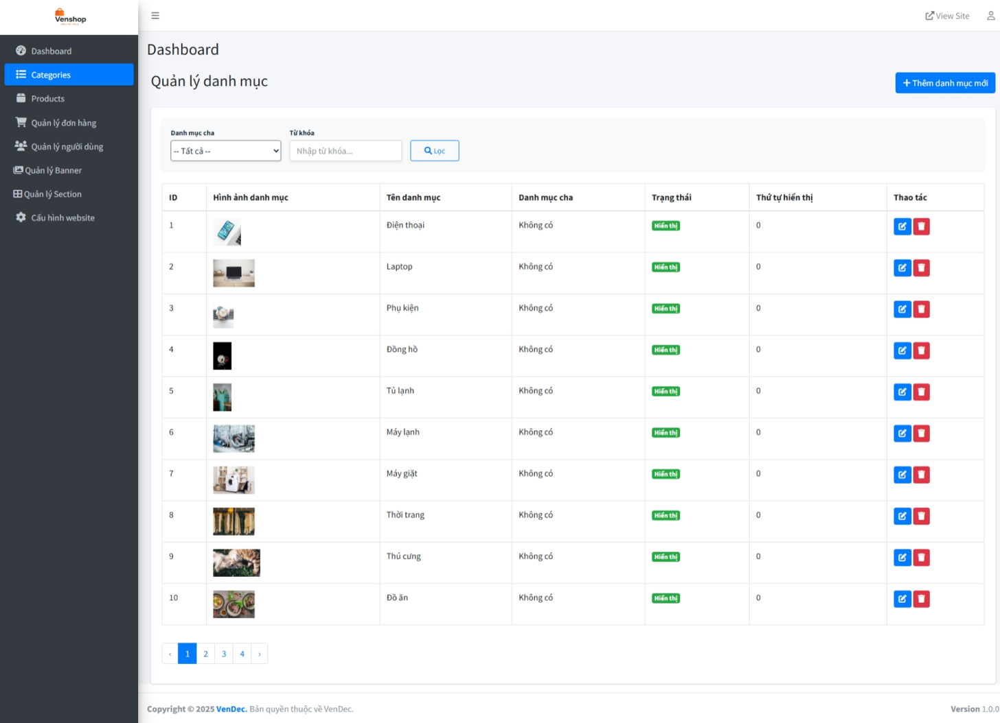 Venshop
View Site
Dashboard
Categories
Products
Quản lý đơn hàng
Quản lý người dùng
Quản lý Banner
Quản lý Section
Cấu hình website
Dashboard
Quản lý danh mục
Thêm danh mục mới
Danh mục cha
Từ khóa
-- Tất cả --
Nhập từ khóa...
Lọc
ID Hình ảnh danh mục Tên danh mục Danh mục cha Trạng thái Thứ tự hiển thị Thao tác
1 Điện thoại Không có Hiển thị 0
2 Laptop Không có Hiển thị 0
3 Phụ kiện Không có Hiển thị 0
4 Đồng hồ Không có Hiển thị 0
5 Tủ lạnh Không có Hiển thị 0
6 Máy lạnh Không có Hiển thị 0
7 Máy giặt Không có Hiển thị 0
8 Thời trang Không có Hiển thị 0
9 Thú cưng Không có Hiển thị 0
10 Đồ ăn Không có Hiển thị 0
‹ 1 2 3 4 ›
Copyright © 2025 VenDec. Bản quyền thuộc về VenDec.
Version 1.0.0